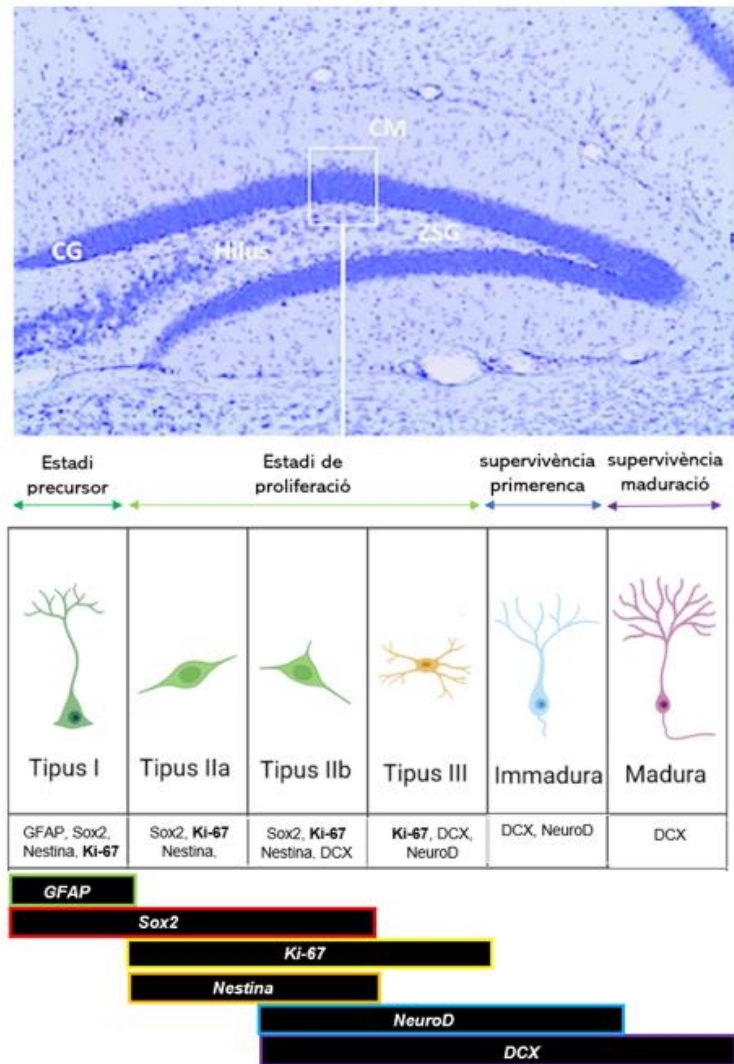 CM
CG
Hilus
ZSG
Estadi
precursor
Estadi de
proliferació
supervivència
primerenca
supervivència
maduració
Tipus I
Tipus IIa
Tipus IIb
Tipus III
Immadura
Madura
GFAP, Sox2,
Nestina, Ki-67
Sox2, Ki-67
Nestina,
Sox2, Ki-67
Nestina, DCX
Ki-67, DCX,
NeuroD
DCX, NeuroD
DCX
GFAP
Sox2
Ki-67
Nestina
NeuroD
DCX